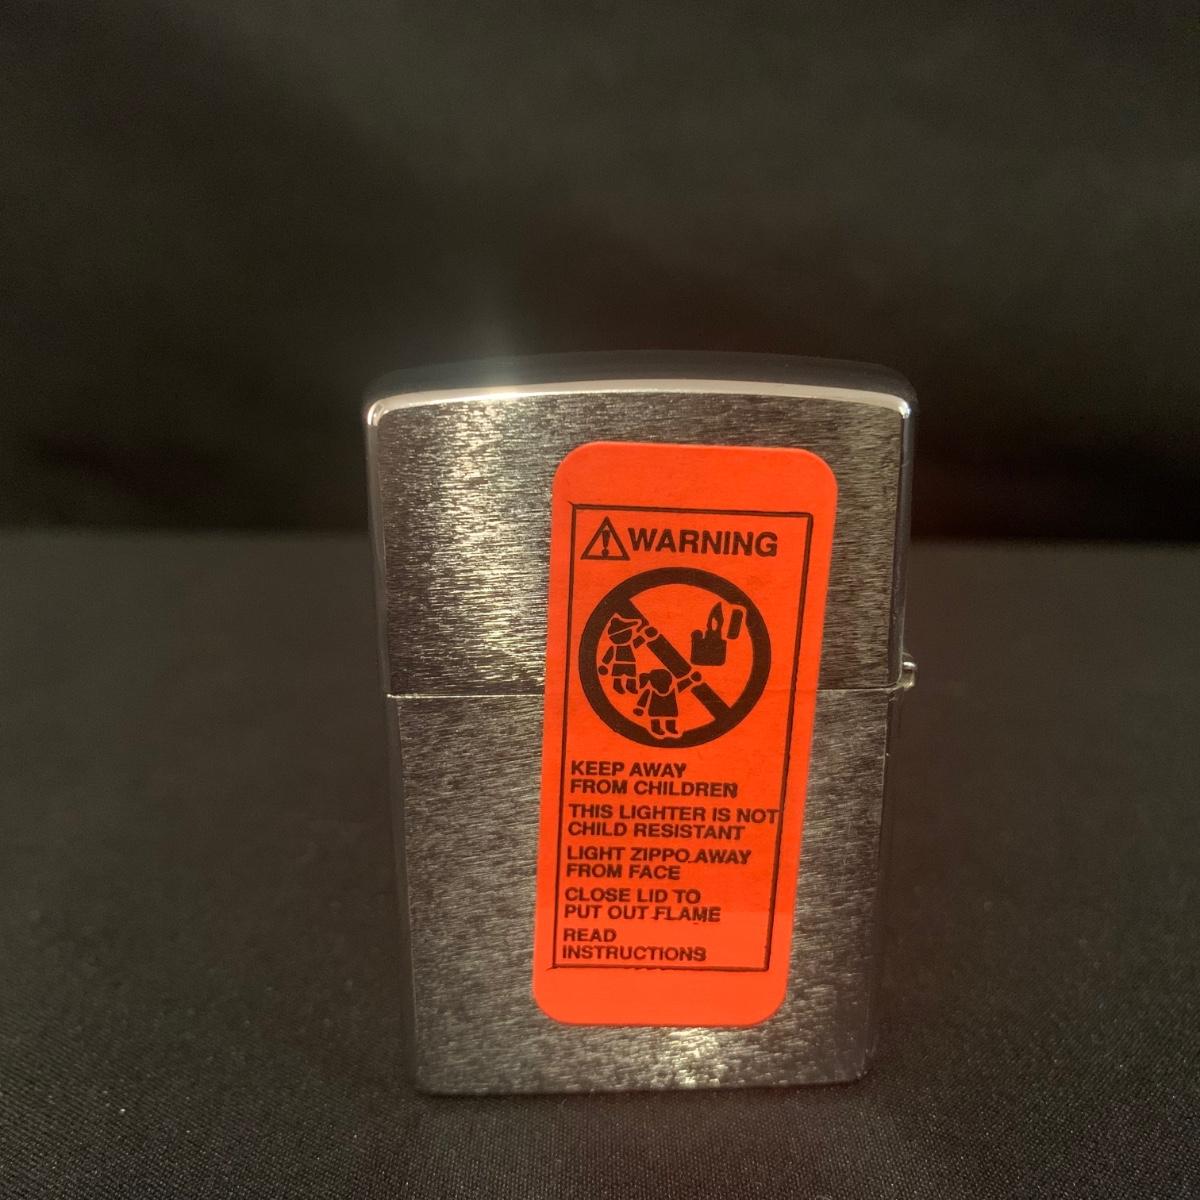 WARNING
KEEP AWAY
FROM CHILDREN
THIS LIGHTER IS NOT
CHILD RESISTANT
LIGHT ZIPPO AWAY
FROM FACE
CLOSE LID TO
PUT OUT FLAME
READ
INSTRUCTIONS